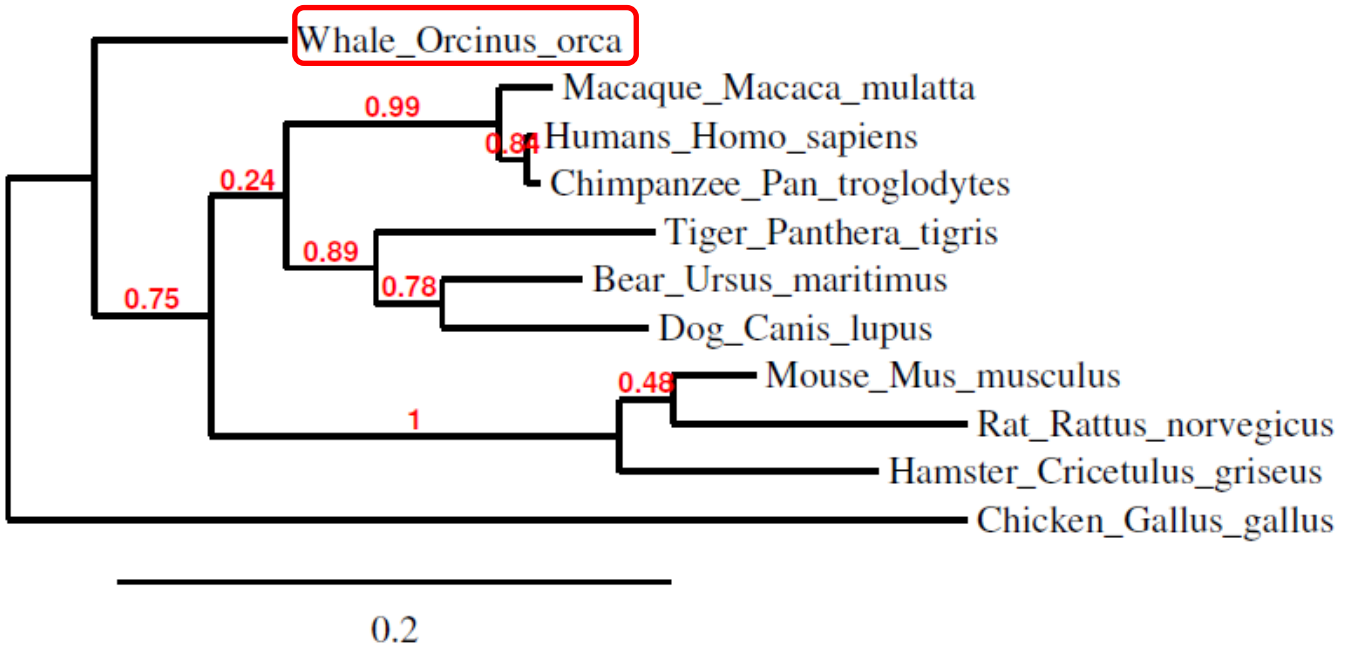 Whale_Orcinus_orca
Macaque_Macaca_mulatta
0.99
Humans_Homo_sapiens
0.84
Chimpanzee_Pan_troglodytes
0.24
Tiger_Panthera_tigris
0.89
Bear_Ursus_maritimus
0.78
0.75
Dog_Canis_lupus
Mouse_Mus_musculus
0.48
1
Rat_Rattus_norvegicus
Hamster_Cricetulus_griseus
Chicken_Gallus_gallus
0.2